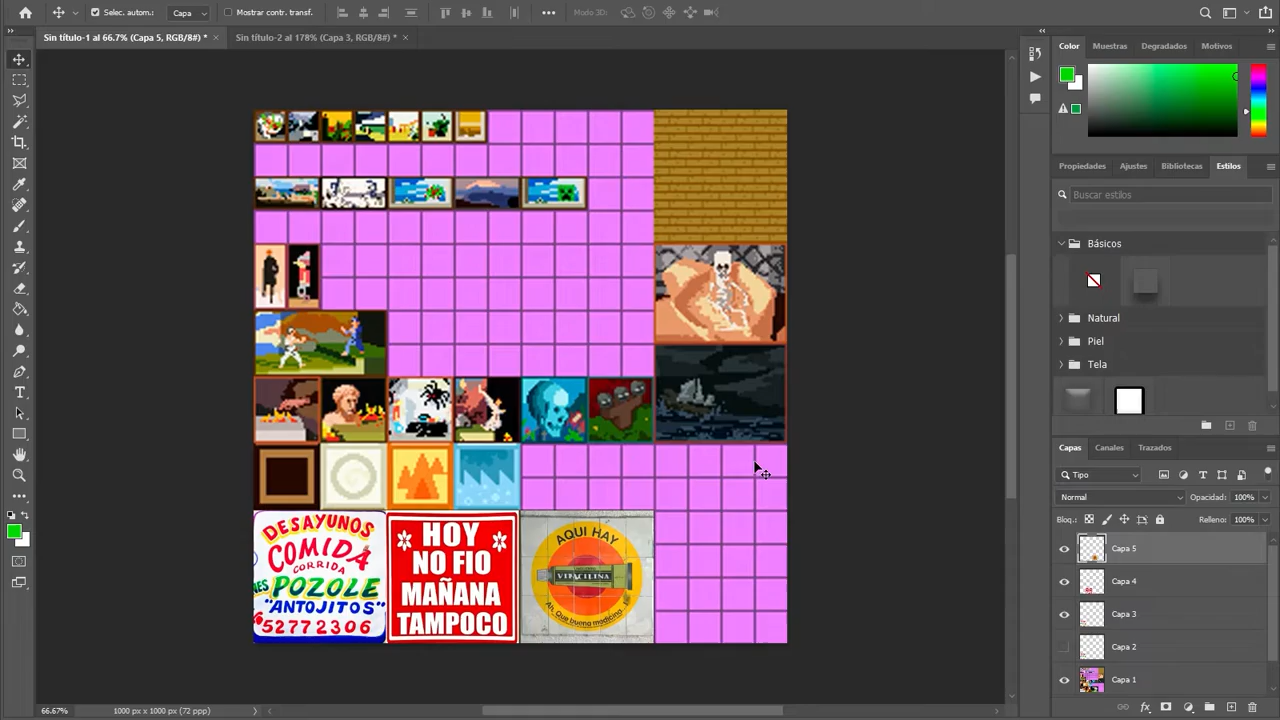 Selec. autom.:
Capa
Mostrar contr. transf.
Modo 3D:
Sin título-1 al 66.7% (Capa 5, RGB/8#) *
Sin título-2 al 178% (Capa 3, RGB/8#) *
Color
Muestras
Degradados
Motivos
Propiedades
Ajustes
Bibliotecas
Estilos
Buscar estilos
Básicos
Natural
Piel
Tela
Capas
Canales
Trazados
Tipo
Normal
Opacidad: 100%
Bloq.:
Relleno: 100%
Capa 5
Capa 4
Capa 3
Capa 2
Capa 1
DESAYUNOS
COMIDA
CORRIDA
NES POZOLE
"ANTOJITOS"
52772306
HOY
NO FIO
MAÑANA
TAMPOCO
AQUI HAY
VITACILINA
Ah, Que buena medicina
66.67%
1000 px x 1000 px (72 ppp)